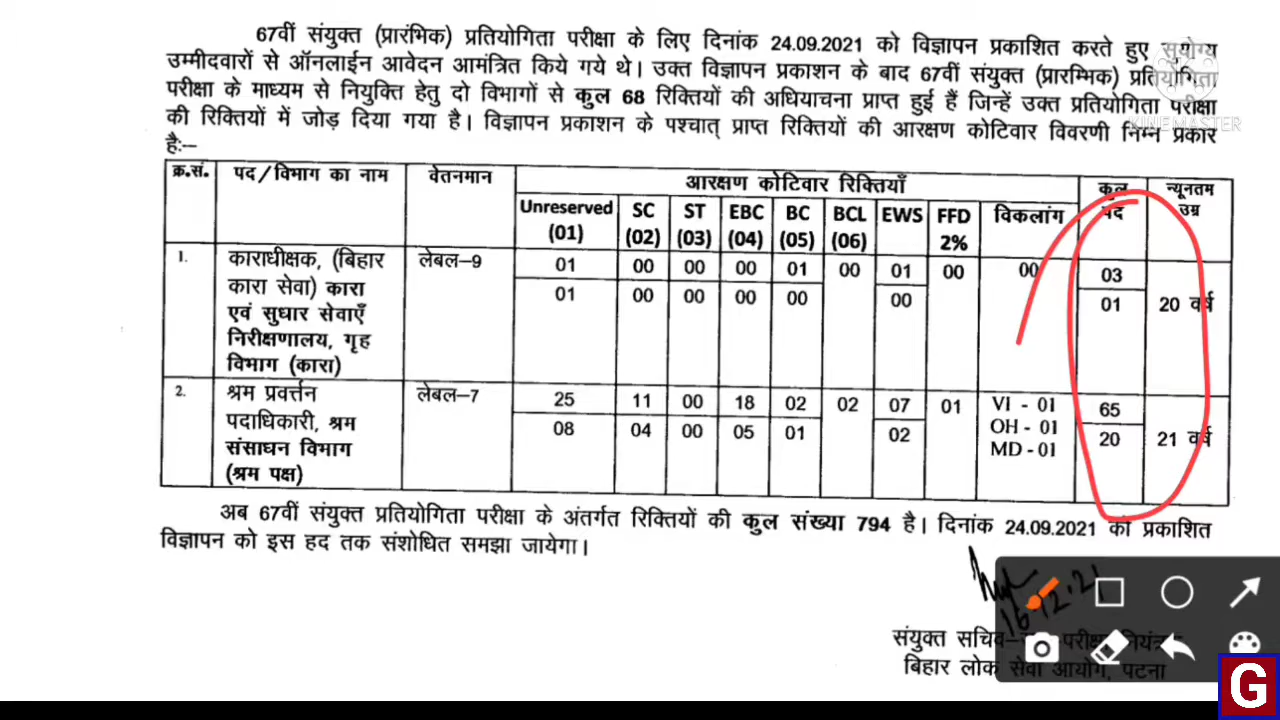 67वीं संयुक्त (प्रारंभिक) प्रतियोगिता परीक्षा के लिए दिनांक 24.09.2021 को विज्ञापन प्रकाशित करते हुए सुयोग्य
उम्मीदवारों से ऑनलाईन आवेदन आमंत्रित किये गये थे। उक्त विज्ञापन प्रकाशन के बाद 67वीं संयुक्त (प्रारम्भिक) प्रतियोगिता
परीक्षा के माध्यम से नियुक्ति हेतु दो विभागों से कुल 68 रिक्तियों की अधियाचना प्राप्त हुई हैं जिन्हें उक्त प्रतियोगिता परीक्षा
की रिक्तियों में जोड़ दिया गया है। विज्ञापन प्रकाशन के पश्चात् प्राप्त रिक्तियों की आरक्षण कोटिवार विवरणी निम्न प्रकार
है:–
KINEMASTER
क्र.सं. पद/विभाग का नाम वेतनमान आरक्षण कोटिवार रिक्तियाँ कुल पद न्यूनतम उम्र
Unreserved (01) SC (02) ST (03) EBC (04) BC (05) BCL (06) EWS FFD 2% विकलांग
1. काराधीक्षक, (बिहार लेबल–9 01 00 00 00 01 00 01 00 00 03
कारा सेवा) कारा 01 00 00 00 00 00 01 20 वर्ष
एवं सुधार सेवाएँ
निरीक्षणालय, गृह
विभाग (कारा)
2. श्रम प्रवर्त्तन लेबल–7 25 11 00 18 02 02 07 01 VI - 01 65
पदाधिकारी, श्रम 08 04 00 05 01 02 OH - 01 20 21 वर्ष
संसाधन विभाग MD - 01
(श्रम पक्ष)
अब 67वीं संयुक्त प्रतियोगिता परीक्षा के अंतर्गत रिक्तियों की कुल संख्या 794 है। दिनांक 24.09.2021 को प्रकाशित
विज्ञापन को इस हद तक संशोधित समझा जायेगा।
16.12.21
संयुक्त सचिव– परीक्षा
बिहार लोक सेवा आयोग, पटना
G